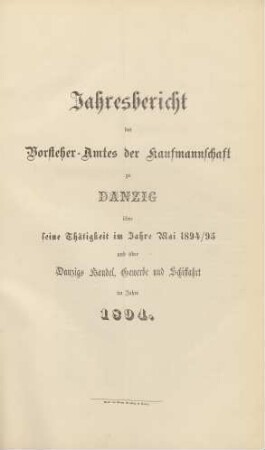 Jahresbericht
des
Vorsteher-Amtes der Kaufmannschaft
zu
DANZIG
über
seine Thätigkeit im Jahre Mai 1894/95
und über
Danzigs Handel, Gewerbe und Schiffahrt
im Jahre
1894.